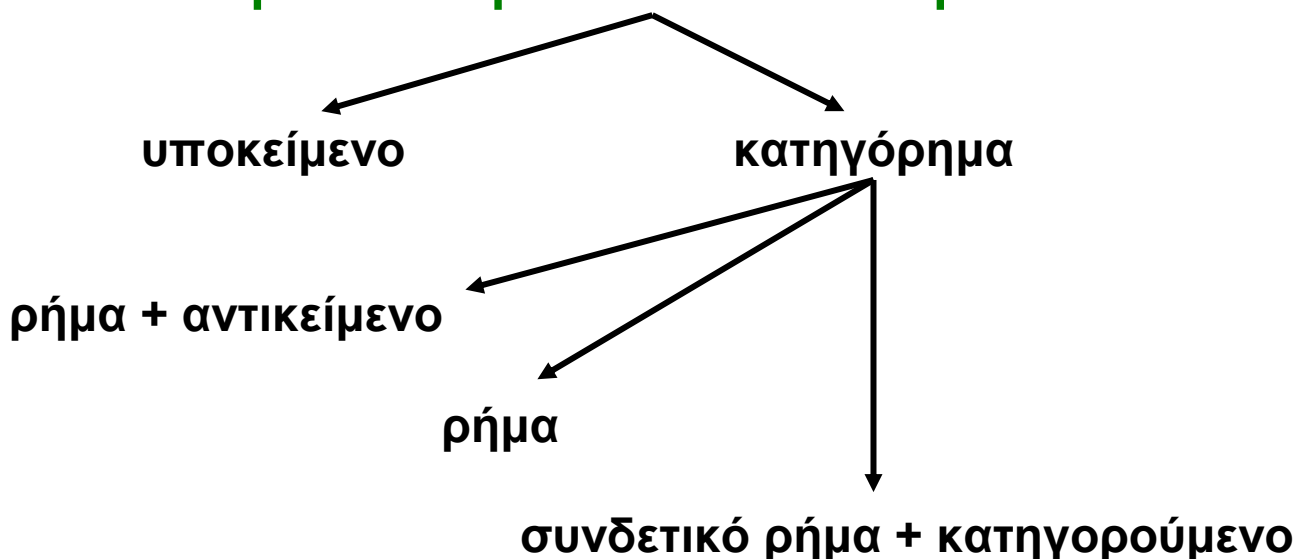 υποκείμενο
κατηγόρημα
ρήμα + αντικείμενο
ρήμα
συνδετικό ρήμα + κατηγορούμενο